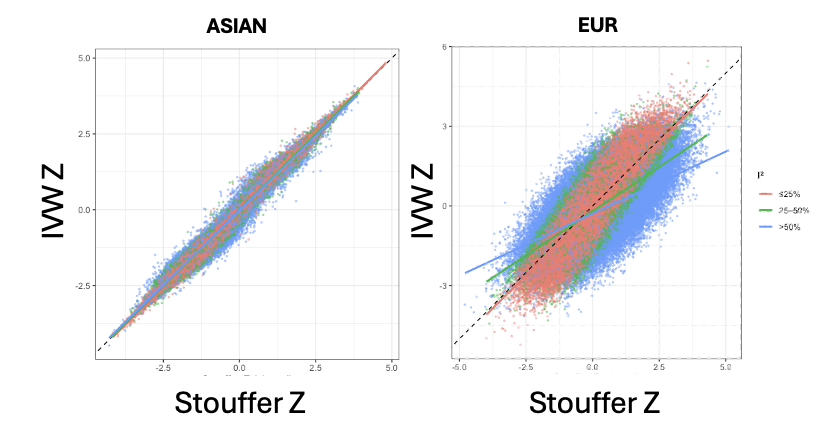 ASIAN
EUR
IVW Z
5.0
2.5
0.0
-2.5
-2.5
0.0
2.5
5.0
Stouffer Z
IVW Z
6
3
0
-3
-5.0
-2.5
0.0
2.5
5.0
Stouffer Z
I²
≤25%
25–50%
>50%